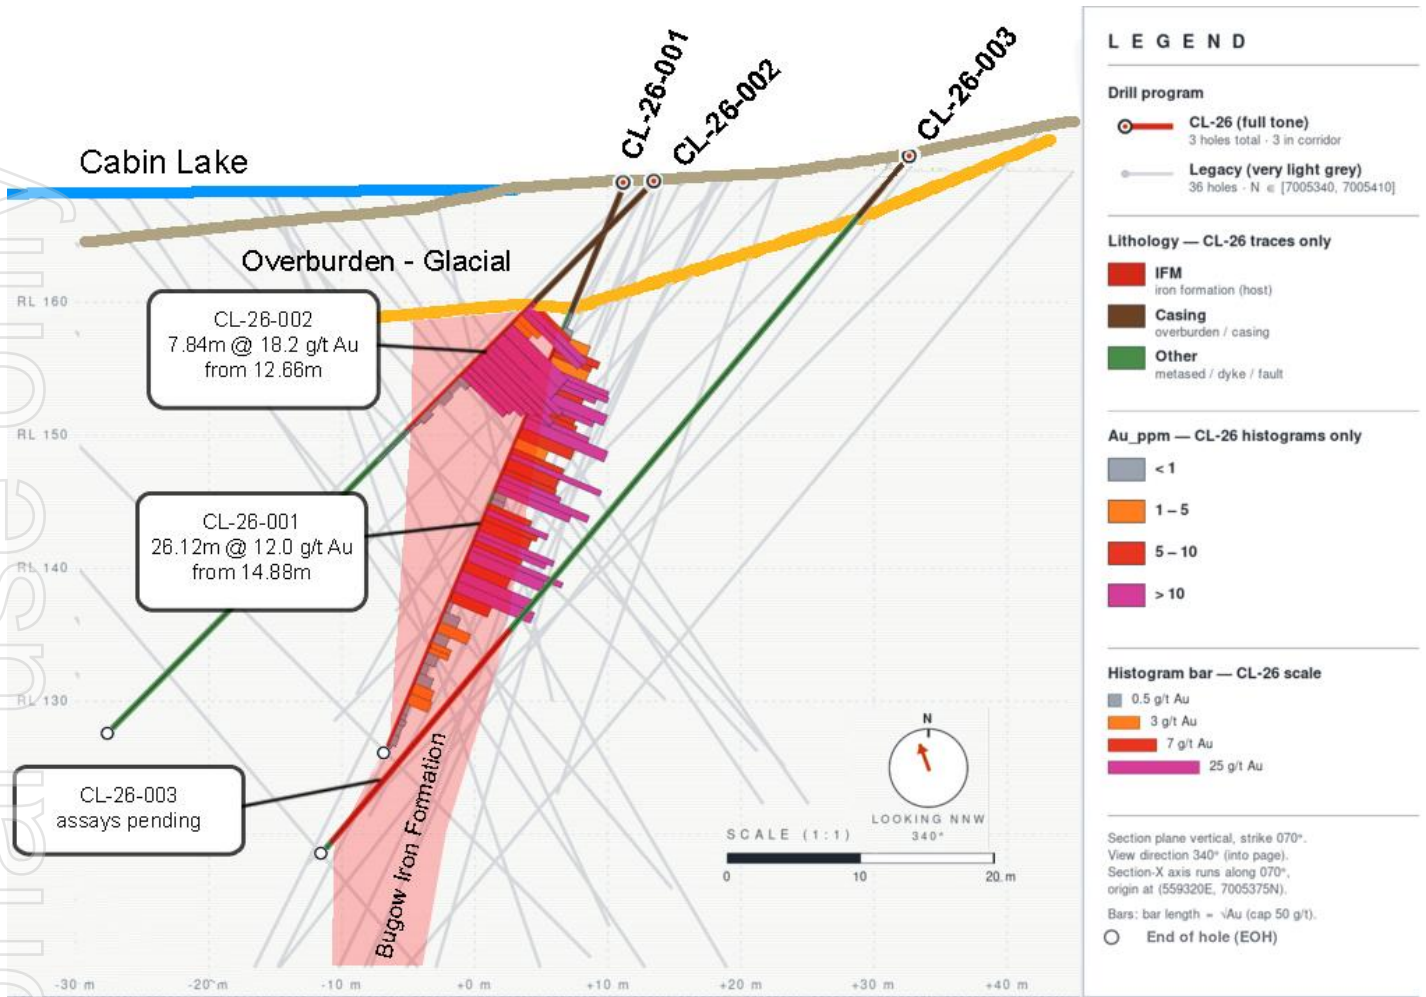 CL-26-001
CL-26-002
CL-26-003
Cabin Lake
Overburden - Glacial
RL 160
CL-26-002
7.84m @ 18.2 g/t Au
from 12.66m
RL 150
CL-26-001
26.12m @ 12.0 g/t Au
from 14.88m
RL 140
RL 130
CL-26-003
assays pending
Bugow Iron Formation
N
LOOKING NNW
340°
SCALE (1:1)
0 10 20 m
-30 m -20 m -10 m +0 m +10 m +20 m +30 m +40 m
LEGEND
Drill program
CL-26 (full tone)
3 holes total · 3 in corridor
Legacy (very light grey)
36 holes · N ∈ [7005340, 7005410]
Lithology — CL-26 traces only
IFM
iron formation (host)
Casing
overburden / casing
Other
metased / dyke / fault
Au_ppm — CL-26 histograms only
< 1
1 – 5
5 – 10
> 10
Histogram bar — CL-26 scale
0.5 g/t Au
3 g/t Au
7 g/t Au
25 g/t Au
Section plane vertical, strike 070°.
View direction 340° (into page).
Section-X axis runs along 070°,
origin at (559320E, 7005375N).
Bars: bar length = √Au (cap 50 g/t).
End of hole (EOH)